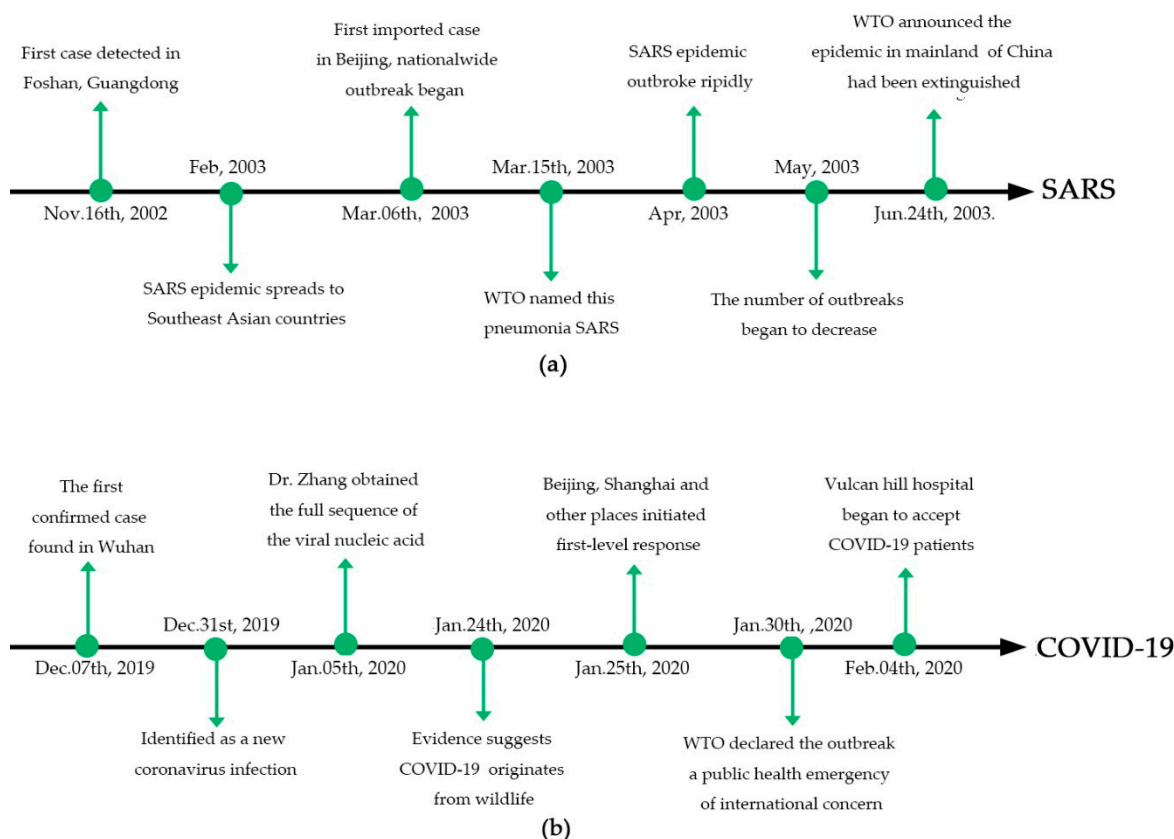 First case detected in
Foshan, Guangdong
First imported case
in Beijing, nationalwide
outbreak began
SARS epidemic
outbroke ripidly
WTO announced the
epidemic in mainland of China
had been extinguished
Feb, 2003
Mar.15th, 2003
May, 2003
SARS
Nov.16th, 2002
Mar.06th, 2003
Apr, 2003
Jun.24th, 2003.
SARS epidemic spreads to
Southeast Asian countries
WTO named this
pneumonia SARS
The number of outbreaks
began to decrease
(a)
The first
confirmed case
found in Wuhan
Dr. Zhang obtained
the full sequence of
the viral nucleic acid
Beijing, Shanghai and
other places initiated
first-level response
Vulcan hill hospital
began to accept
COVID-19 patients
Dec.31st, 2019
Jan.24th, 2020
Jan.30th, ,2020
COVID-19
Dec.07th, 2019
Jan.05th, 2020
Jan.25th, 2020
Feb.04th, 2020
Identified as a new
coronavirus infection
Evidence suggests
COVID-19 originates
from wildlife
WTO declared the outbreak
a public health emergency
of international concern
(b)